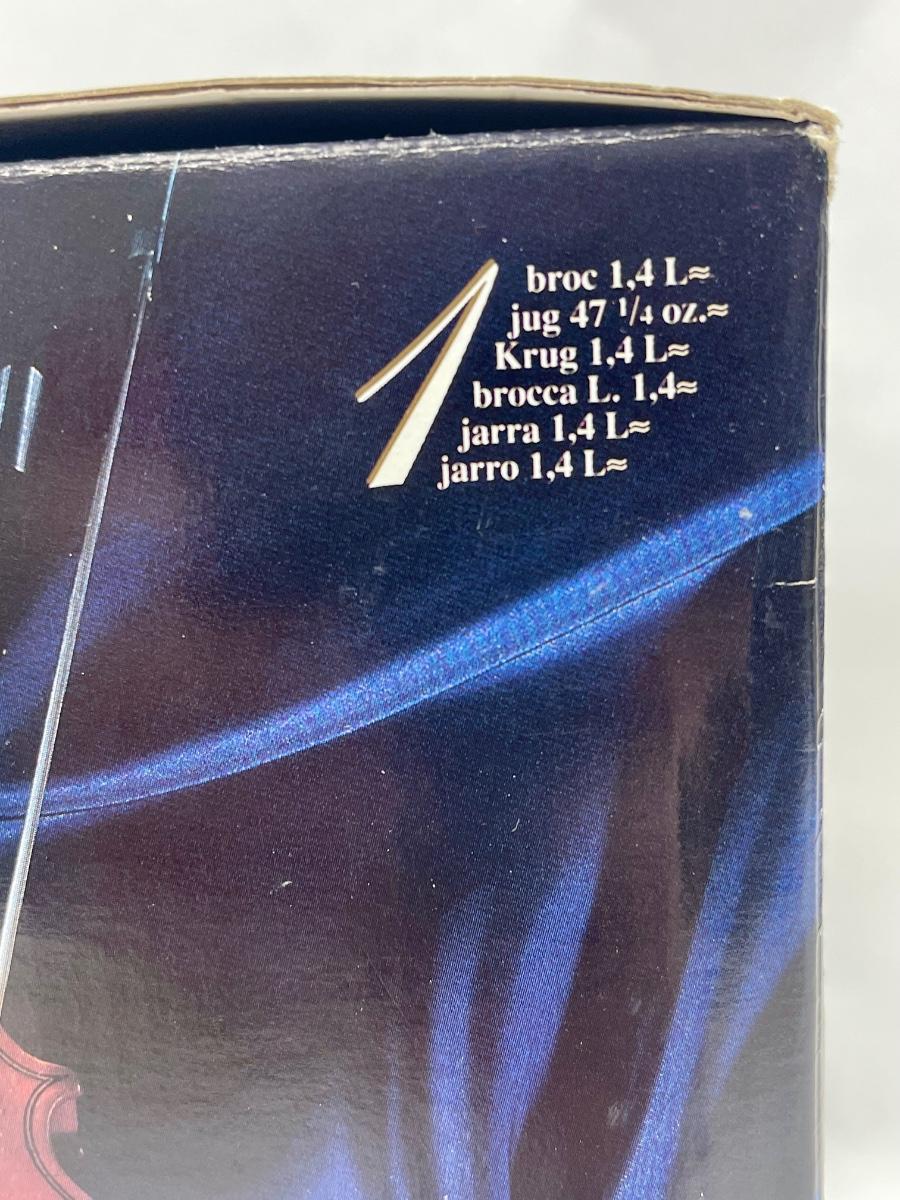 1
broc 1,4 L≈
jug 47 1/4 oz.≈
Krug 1,4 L≈
brocca L. 1,4≈
jarra 1,4 L≈
jarro 1,4 L≈